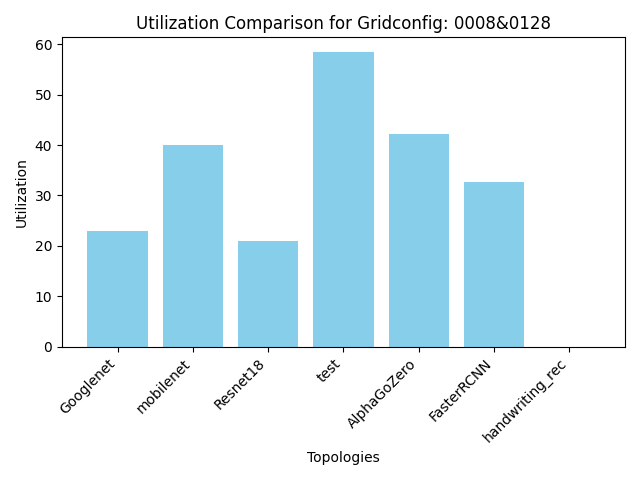 Utilization Comparison for Gridconfig: 0008&0128
60
50
40
30
20
10
0
Utilization
Googlenet
mobilenet
Resnet18
test
AlphaGoZero
FasterRCNN
handwriting_rec
Topologies